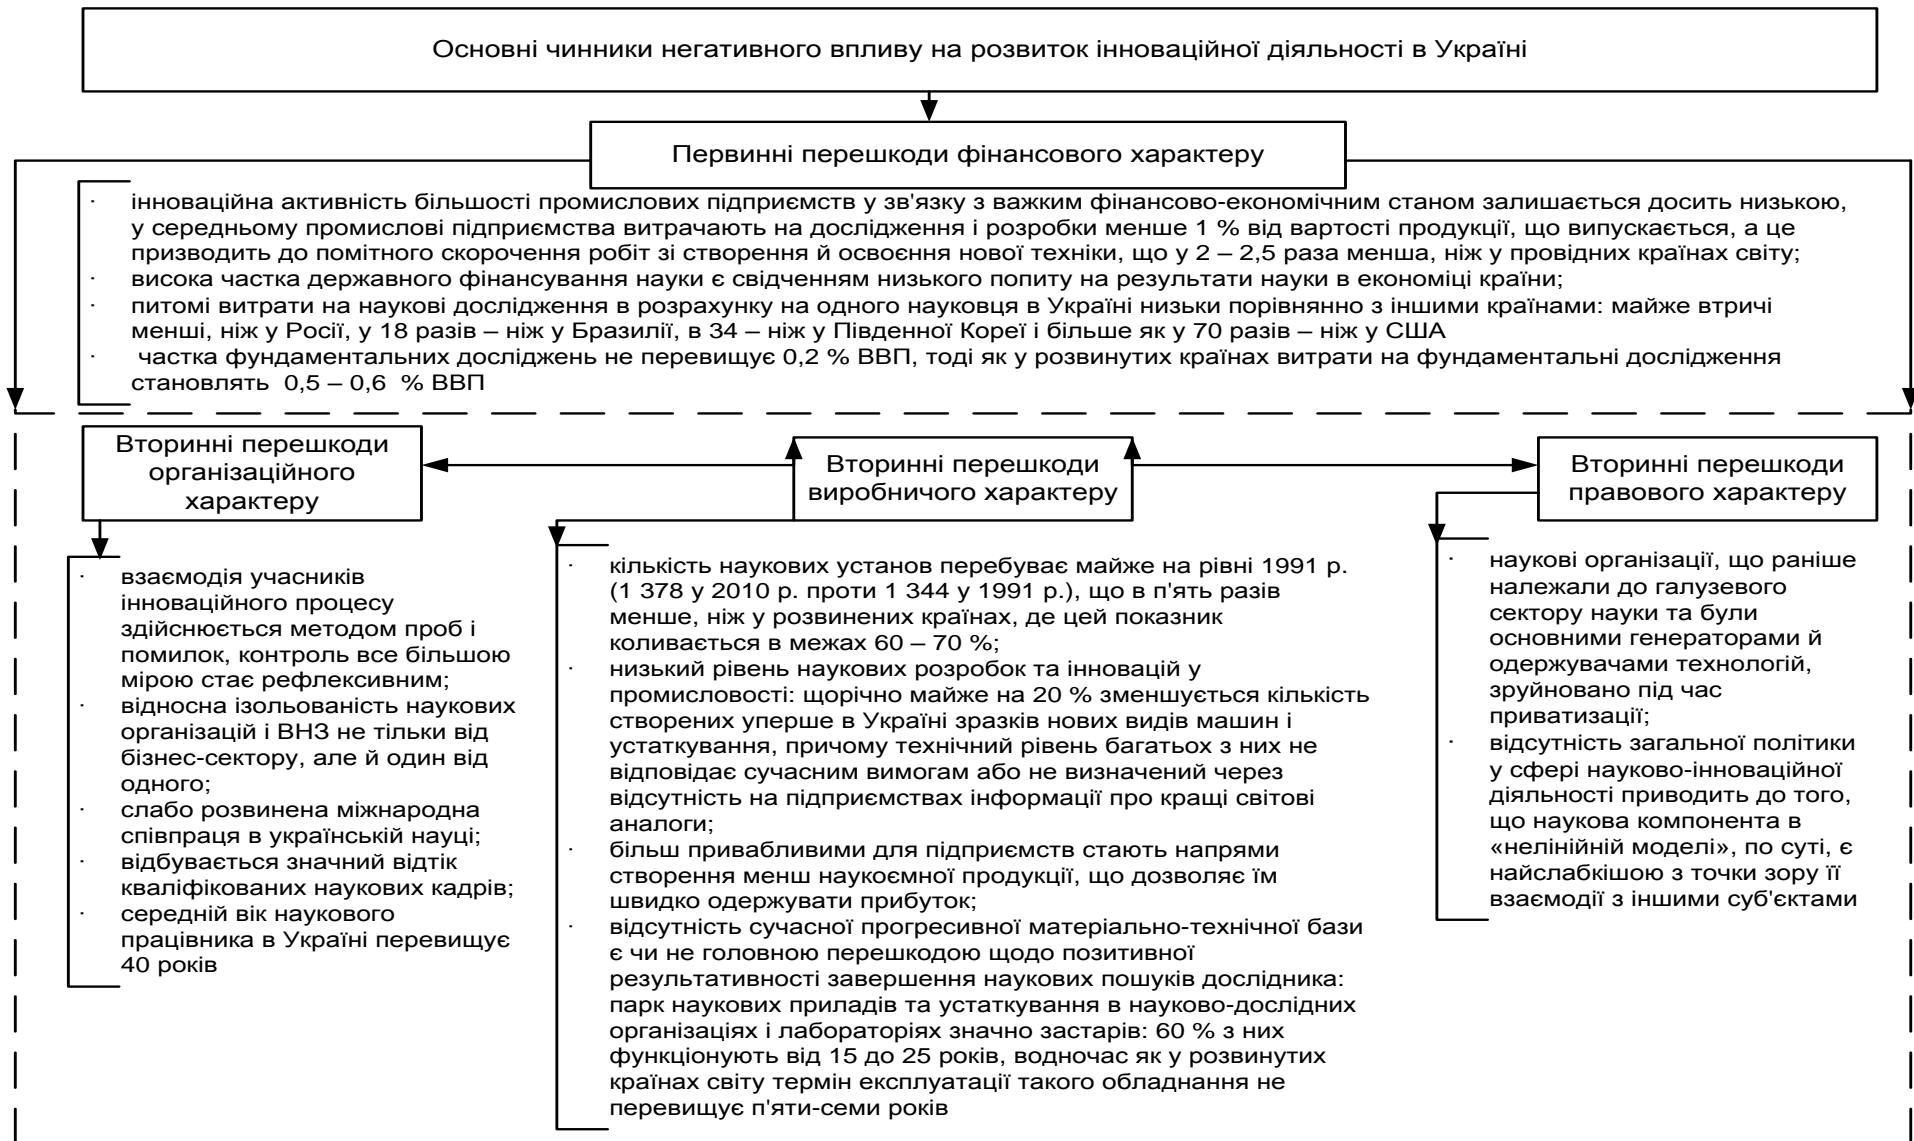 Основні чинники негативного впливу на розвиток інноваційної діяльності в Україні
Первинні перешкоди фінансового характеру
· інноваційна активність більшості промислових підприємств у зв'язку з важким фінансово-економічним станом залишається досить низькою,
у середньому промислові підприємства витрачають на дослідження і розробки менше 1 % від вартості продукції, що випускається, а це
призводить до помітного скорочення робіт зі створення й освоєння нової техніки, що у 2 – 2,5 раза менша, ніж у провідних країнах світу;
· висока частка державного фінансування науки є свідченням низького попиту на результати науки в економіці країни;
· питомі витрати на наукові дослідження в розрахунку на одного науковця в Україні низьки порівнянно з іншими країнами: майже втричі
менші, ніж у Росії, у 18 разів – ніж у Бразилії, в 34 – ніж у Південної Кореї і більше як у 70 разів – ніж у США
· частка фундаментальних досліджень не перевищує 0,2 % ВВП, тоді як у розвинутих країнах витрати на фундаментальні дослідження
становлять 0,5 – 0,6 % ВВП
Вторинні перешкоди
організаційного
характеру
· взаємодія учасників
інноваційного процесу
здійснюється методом проб і
помилок, контроль все більшою
мірою стає рефлексивним;
· відносна ізольованість наукових
організацій і ВНЗ не тільки від
бізнес-сектору, але й один від
одного;
· слабо розвинена міжнародна
співпраця в українській науці;
· відбувається значний відтік
кваліфікованих наукових кадрів;
· середній вік наукового
працівника в Україні перевищує
40 років
Вторинні перешкоди
виробничого характеру
· кількість наукових установ перебуває майже на рівні 1991 р.
(1 378 у 2010 р. проти 1 344 у 1991 р.), що в п'ять разів
менше, ніж у розвинених країнах, де цей показник
коливається в межах 60 – 70 %;
· низький рівень наукових розробок та інновацій у
промисловості: щорічно майже на 20 % зменшується кількість
створених уперше в Україні зразків нових видів машин і
устаткування, причому технічний рівень багатьох з них не
відповідає сучасним вимогам або не визначений через
відсутність на підприємствах інформації про кращі світові
аналоги;
· більш привабливими для підприємств стають напрями
створення менш наукоємної продукції, що дозволяє їм
швидко одержувати прибуток;
· відсутність сучасної прогресивної матеріально-технічної бази
є чи не головною перешкодою щодо позитивної
результативності завершення наукових пошуків дослідника:
парк наукових приладів та устаткування в науково-дослідних
організаціях і лабораторіях значно застарів: 60 % з них
функціонують від 15 до 25 років, водночас як у розвинутих
країнах світу термін експлуатації такого обладнання не
перевищує п'яти-семи років
Вторинні перешкоди
правового характеру
· наукові організації, що раніше
належали до галузевого
сектору науки та були
основними генераторами й
одержувачами технологій,
зруйновано під час
приватизації;
· відсутність загальної політики
у сфері науково-інноваційної
діяльності приводить до того,
що наукова компонента в
«нелінійній моделі», по суті, є
найслабкішою з точки зору її
взаємодії з іншими суб'єктами